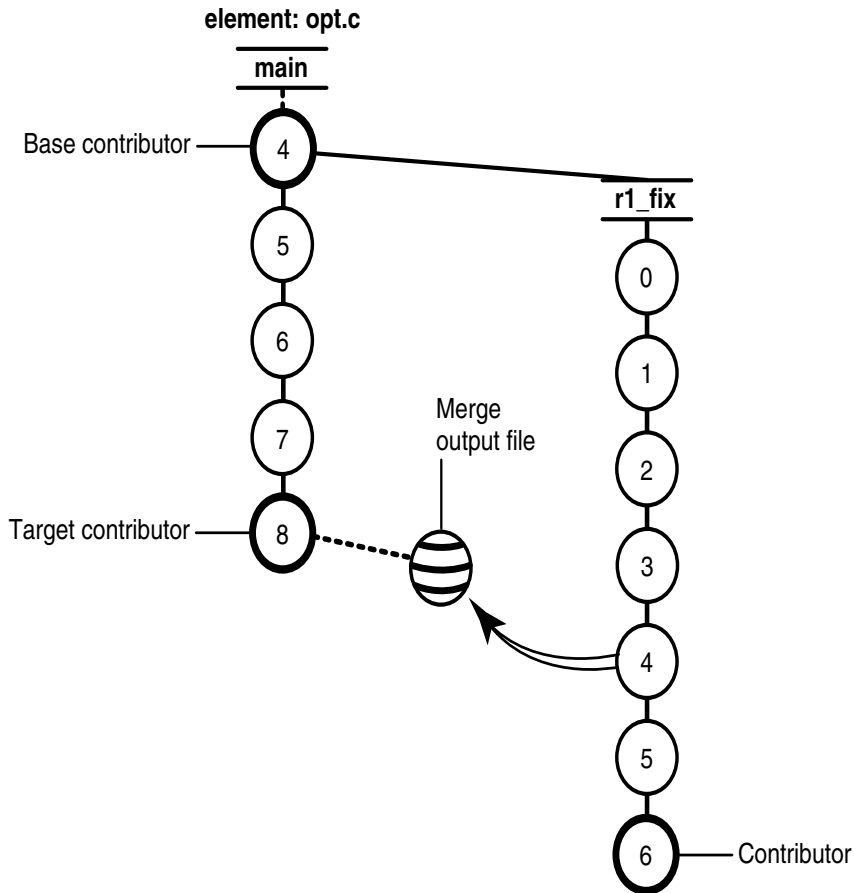 element: opt.c
main
Base contributor
4
r1_fix
5
0
6
1
7
Merge
output file
2
Target contributor
8
3
4
5
6
Contributor